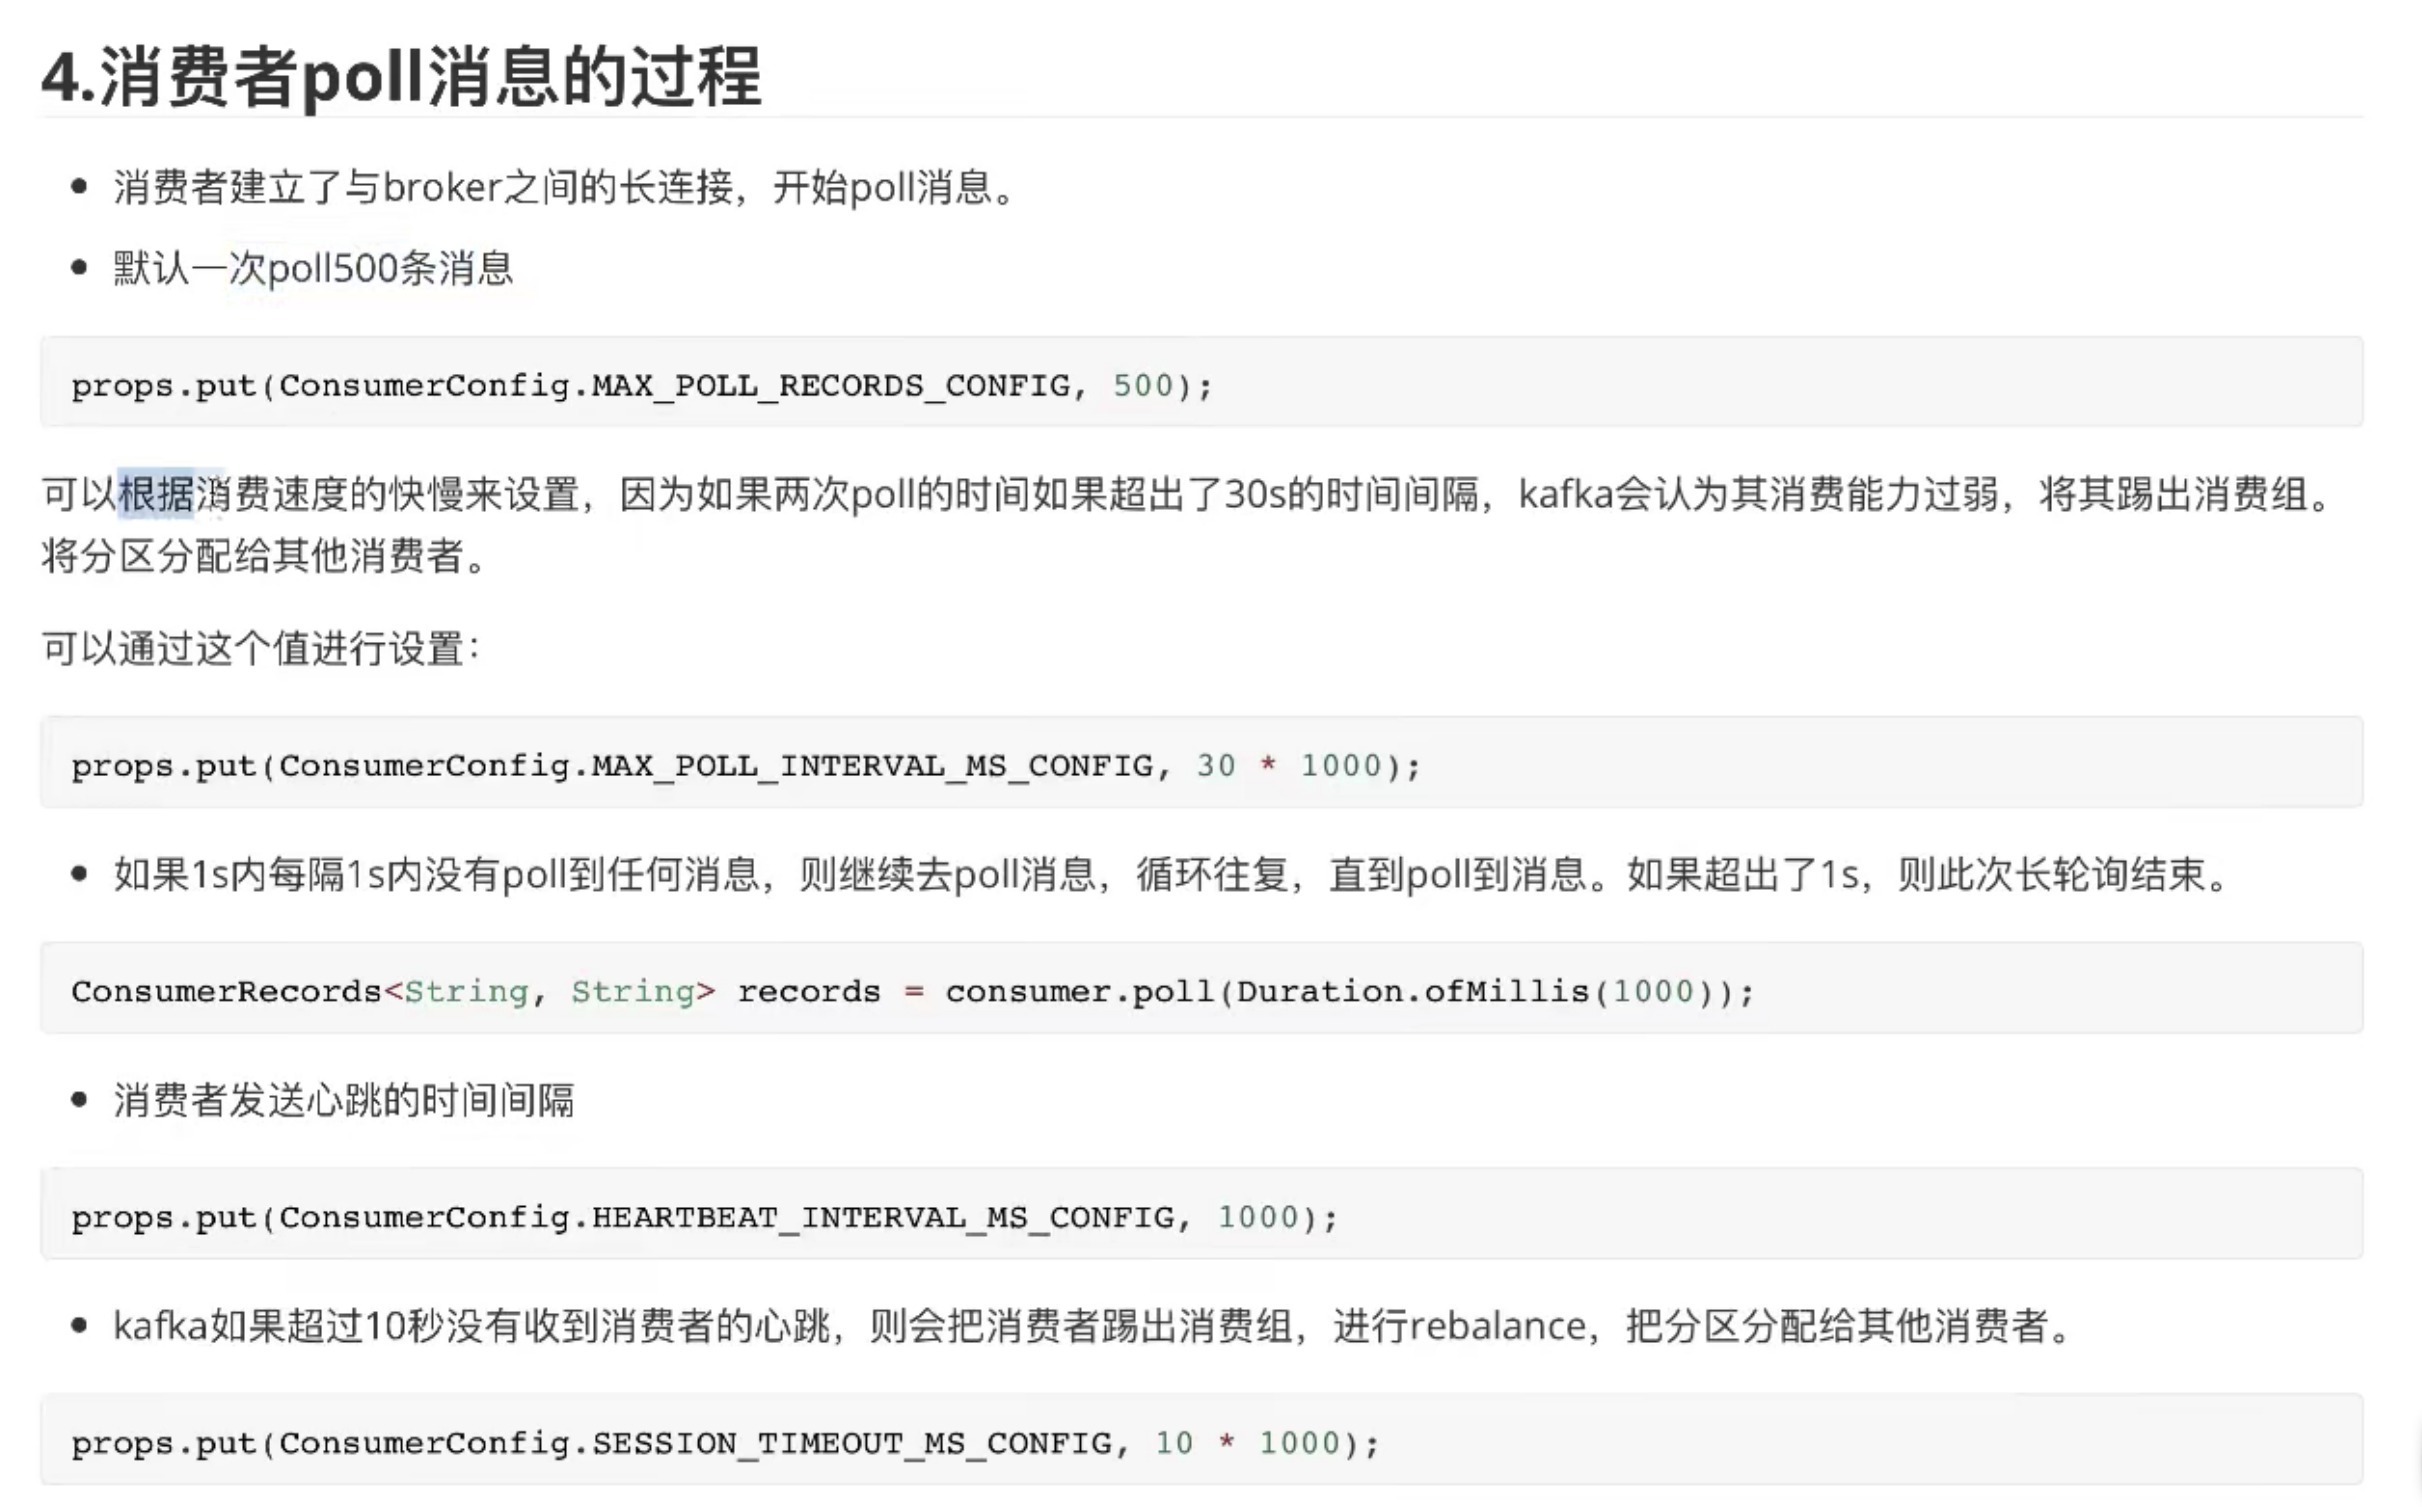 4.消费者poll消息的过程
消费者建立了与broker之间的长连接，开始poll消息。
默认一次poll500条消息
props.put(ConsumerConfig.MAX_POLL_RECORDS_CONFIG, 500);
可以根据消费速度的快慢来设置，因为如果两次poll的时间如果超出了30s的时间间隔，kafka会认为其消费能力过弱，将其踢出消费组。
将分区分配给其他消费者。
可以通过这个值进行设置：
props.put(ConsumerConfig.MAX_POLL_INTERVAL_MS_CONFIG, 30 * 1000);
如果1s内每隔1s内没有poll到任何消息，则继续去poll消息，循环往复，直到poll到消息。如果超出了1s，则此次长轮询结束。
ConsumerRecords<String, String> records = consumer.poll(Duration.ofMillis(1000));
消费者发送心跳的时间间隔
props.put(ConsumerConfig.HEARTBEAT_INTERVAL_MS_CONFIG, 1000);
kafka如果超过10秒没有收到消费者的心跳，则会把消费者踢出消费组，进行rebalance，把分区分配给其他消费者。
props.put(ConsumerConfig.SESSION_TIMEOUT_MS_CONFIG, 10 * 1000);